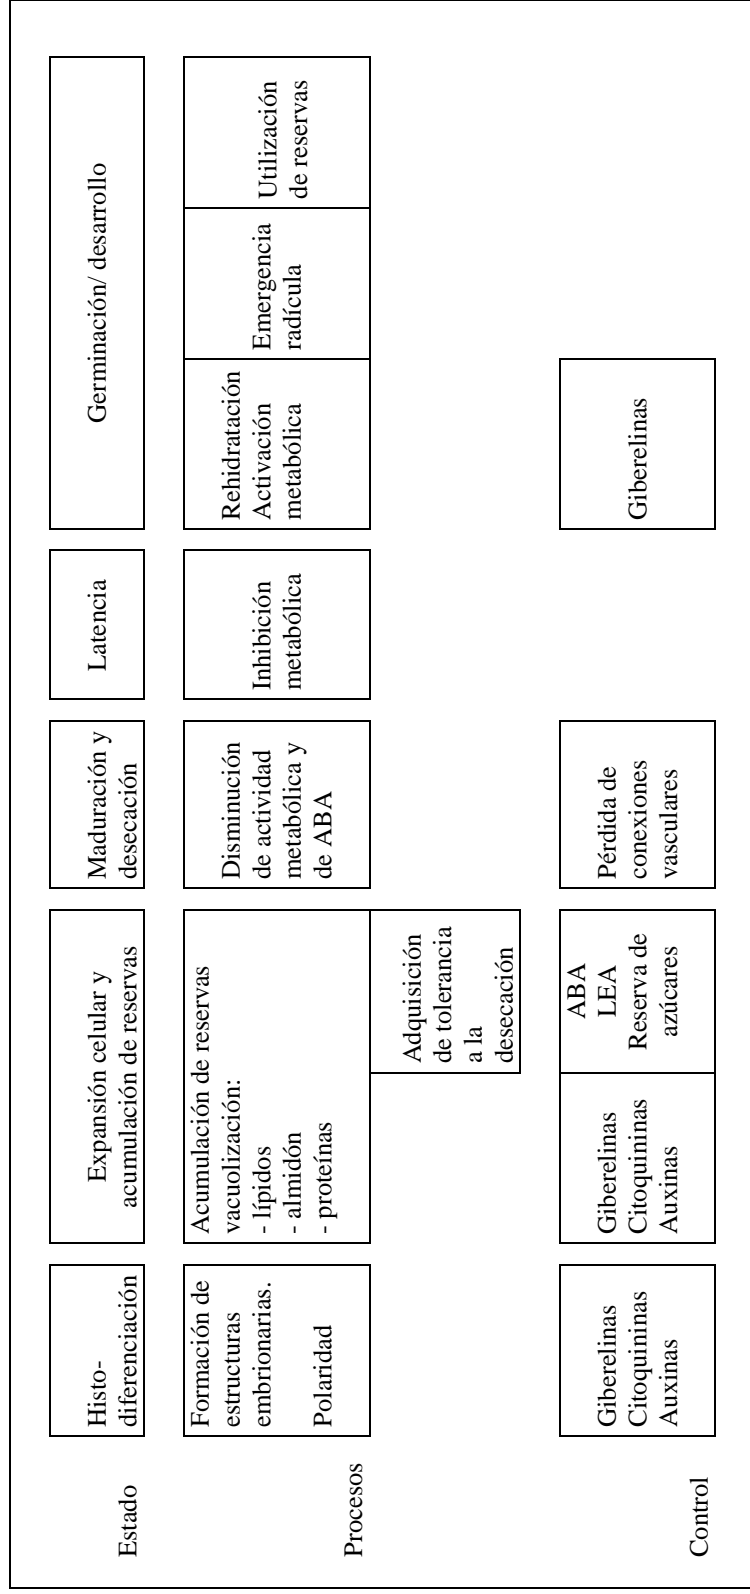 Estado
Histo-
diferenciación
Expansión celular y
acumulación de reservas
Maduración y
desecación
Latencia
Germinación/ desarrollo
Procesos
Formación de
estructuras
embrionarias.
Polaridad
Acumulación de reservas
vacuolización:
- lípidos
- almidón
- proteínas
Disminución
de actividad
metabólica y
de ABA
Inhibición
metabólica
Rehidratación
Activación
metabólica
Emergencia
radícula
Utilización
de reservas
Adquisición
de tolerancia
a la
desecación
Control
Giberelinas
Citoquininas
Auxinas
Giberelinas
Citoquininas
Auxinas
ABA
LEA
Reserva de
azúcares
Pérdida de
conexiones
vasculares
Giberelinas